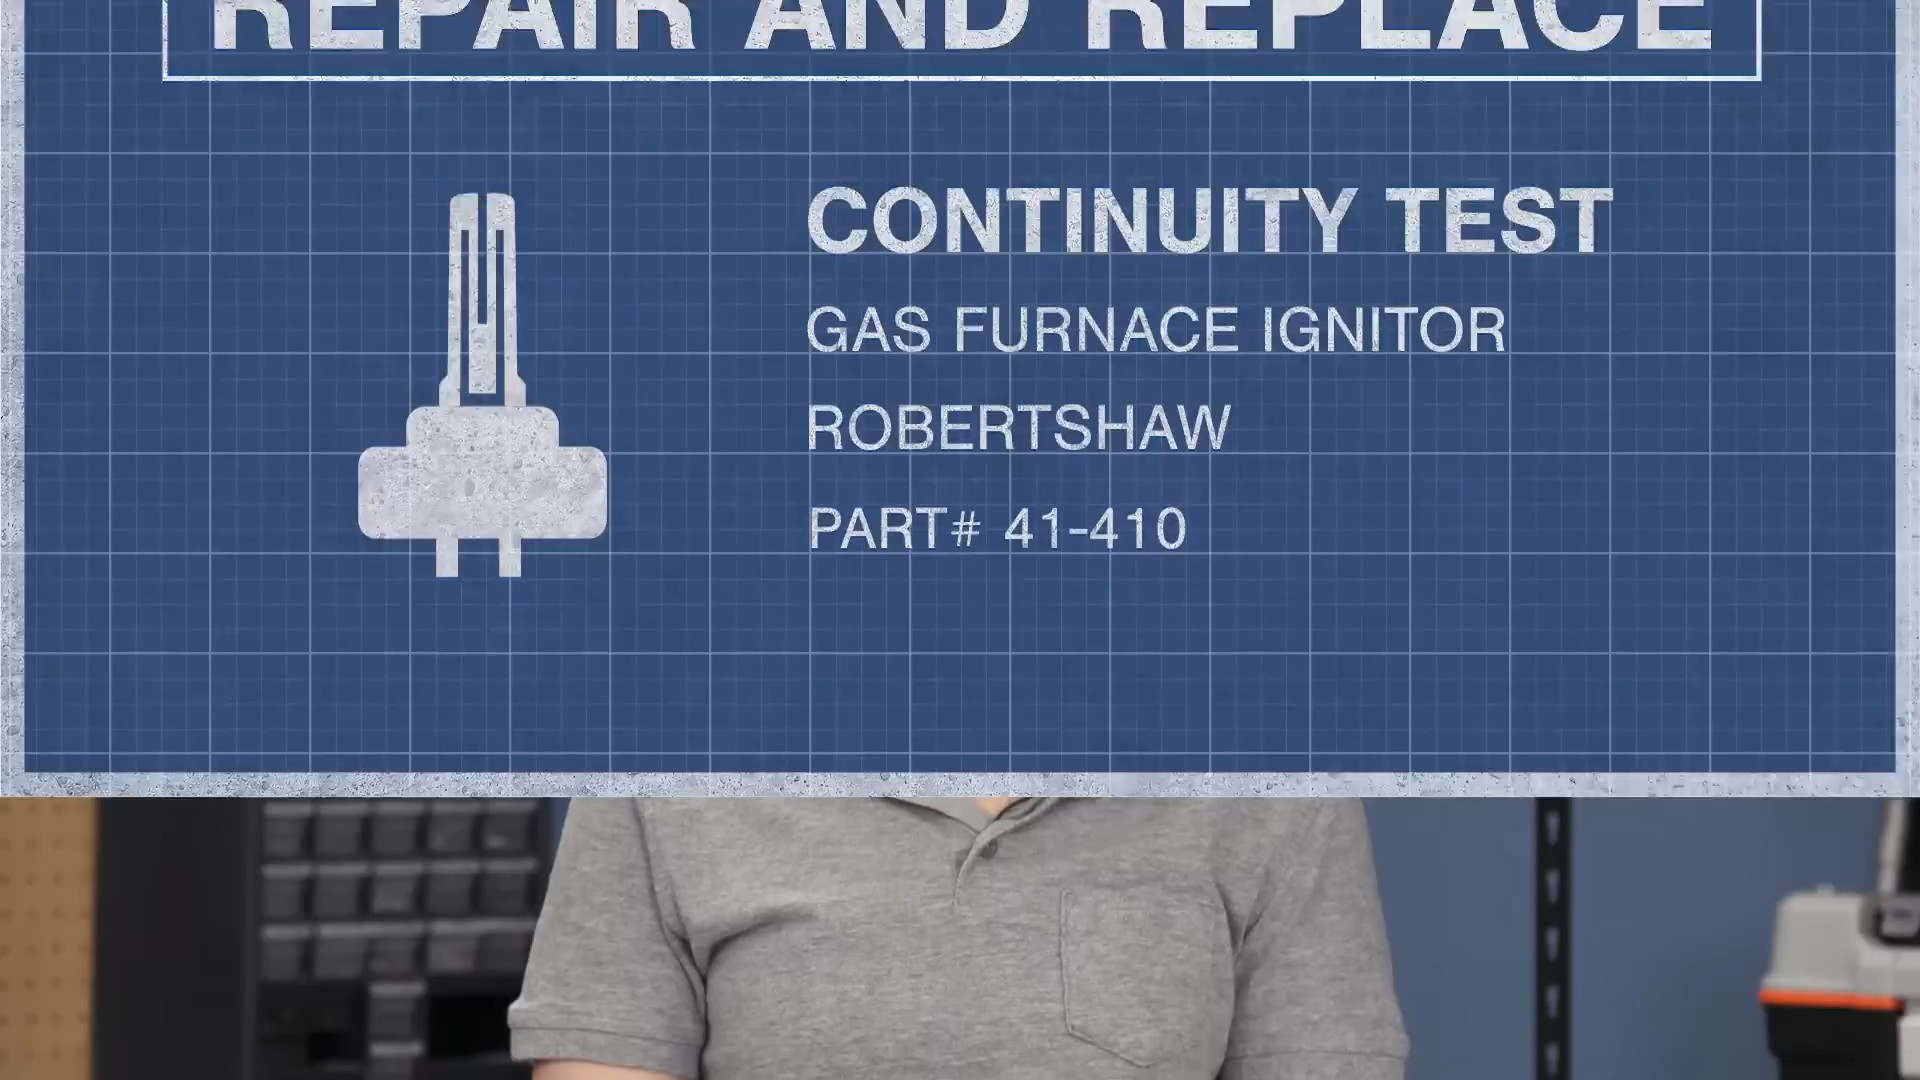 REPAIR AND REPLACE
CONTINUITY TEST
GAS FURNACE IGNITOR
ROBERTSHAW
PART# 41-410